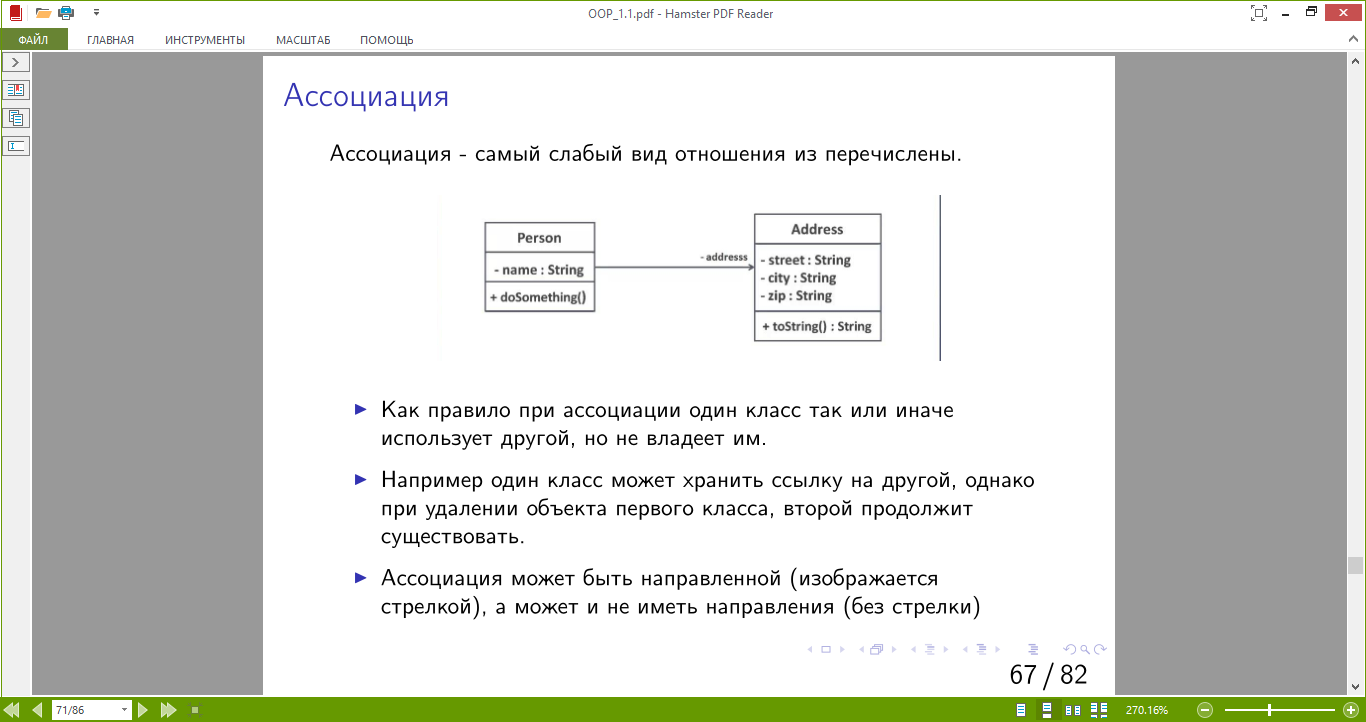 OOP_1.1.pdf - Hamster PDF Reader
ФАЙЛ ГЛАВНАЯ ИНСТРУМЕНТЫ МАСШТАБ ПОМОЩЬ
Ассоциация
Ассоциация - самый слабый вид отношения из перечислены.
Person
- name : String
+ doSomething()
- addresss
Address
- street : String
- city : String
- zip : String
+ toString() : String
Как правило при ассоциации один класс так или иначе
использует другой, но не владеет им.
Например один класс может хранить ссылку на другой, однако
при удалении объекта первого класса, второй продолжит
существовать.
Ассоциация может быть направленной (изображается
стрелкой), а может и не иметь направления (без стрелки)
67 / 82
71/86
270.16%